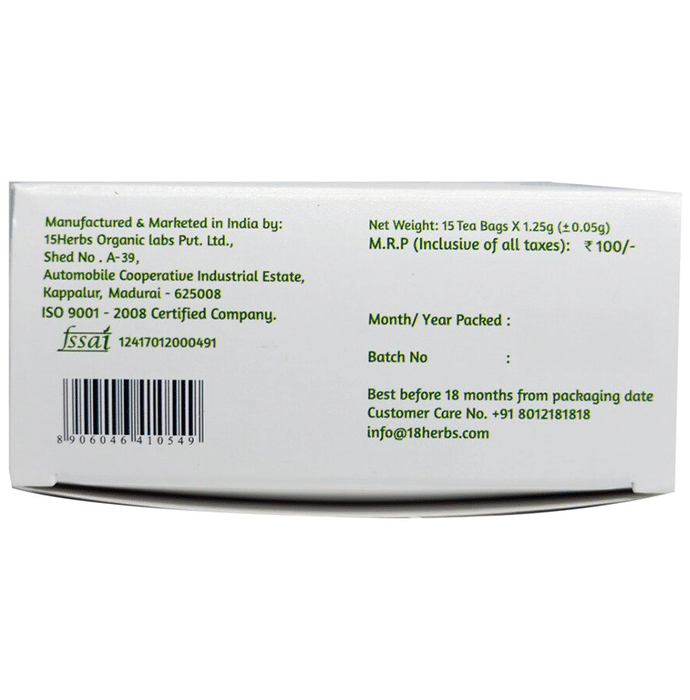 Manufactured & Marketed in India by:
15Herbs Organic labs Pvt. Ltd.,
Shed No . A-39,
Automobile Cooperative Industrial Estate,
Kappalur, Madurai - 625008
ISO 9001 - 2008 Certified Company.
fssai 12417012000491
8 906046 410549
Net Weight: 15 Tea Bags X 1.25g (±0.05g)
M.R.P (Inclusive of all taxes): ₹100/-
Month/ Year Packed :
Batch No :
Best before 18 months from packaging date
Customer Care No. +91 8012181818
info@18herbs.com